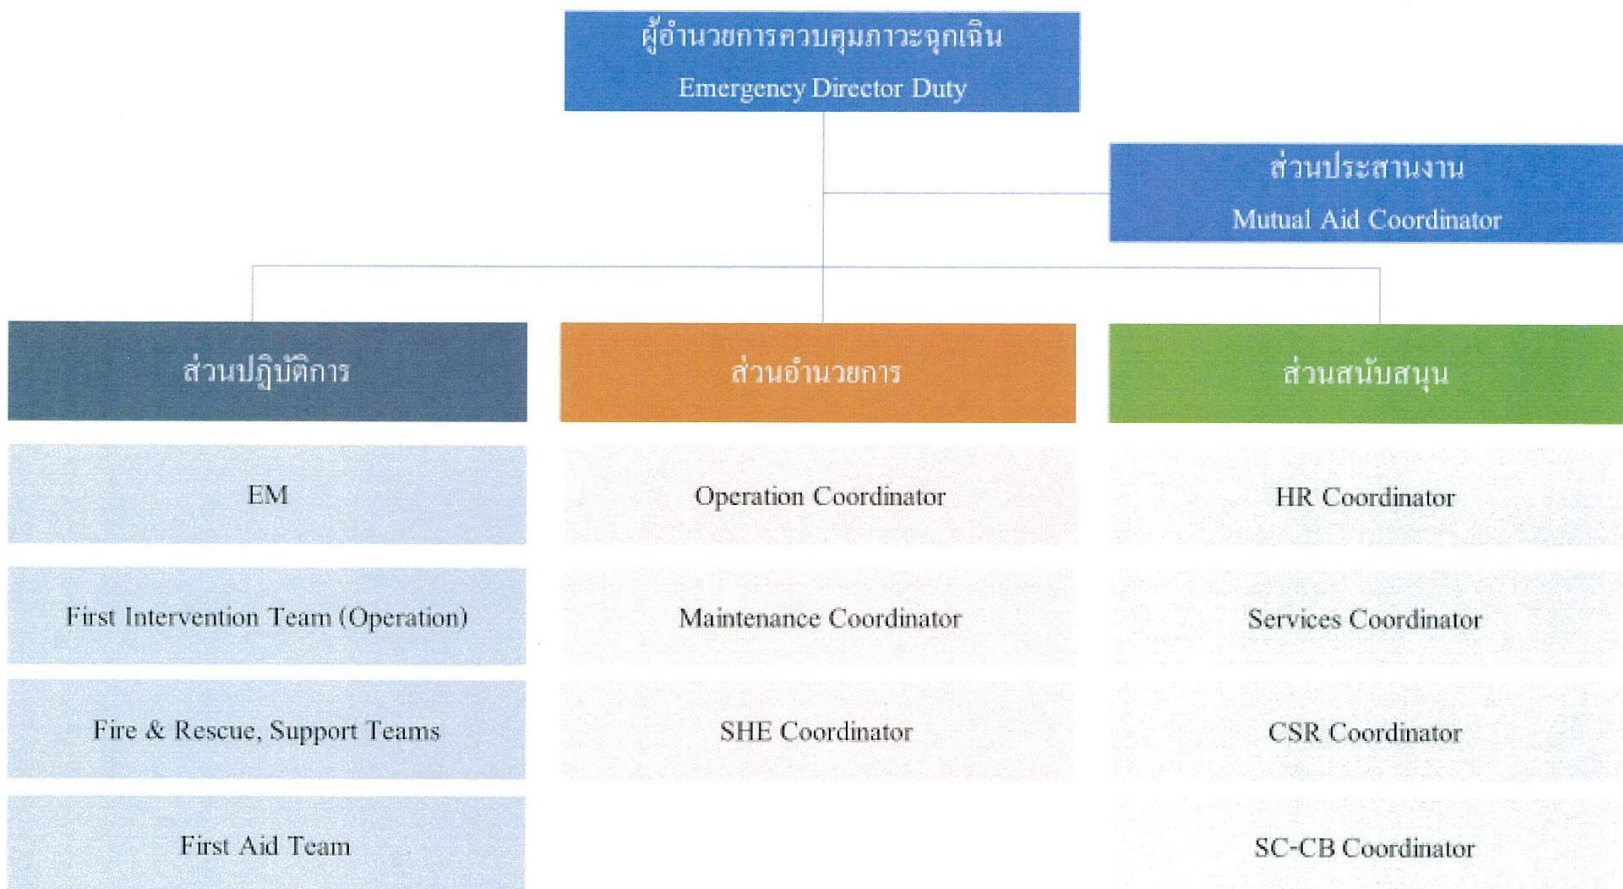 ผู้อำนวยการควบคุมภาวะฉุกเฉิน
Emergency Director Duty
ส่วนประสานงาน
Mutual Aid Coordinator
ส่วนปฏิบัติการ
ส่วนอำนวยการ
ส่วนสนับสนุน
EM
Operation Coordinator
HR Coordinator
First Intervention Team (Operation)
Maintenance Coordinator
Services Coordinator
Fire & Rescue, Support Teams
SHE Coordinator
CSR Coordinator
First Aid Team
SC-CB Coordinator